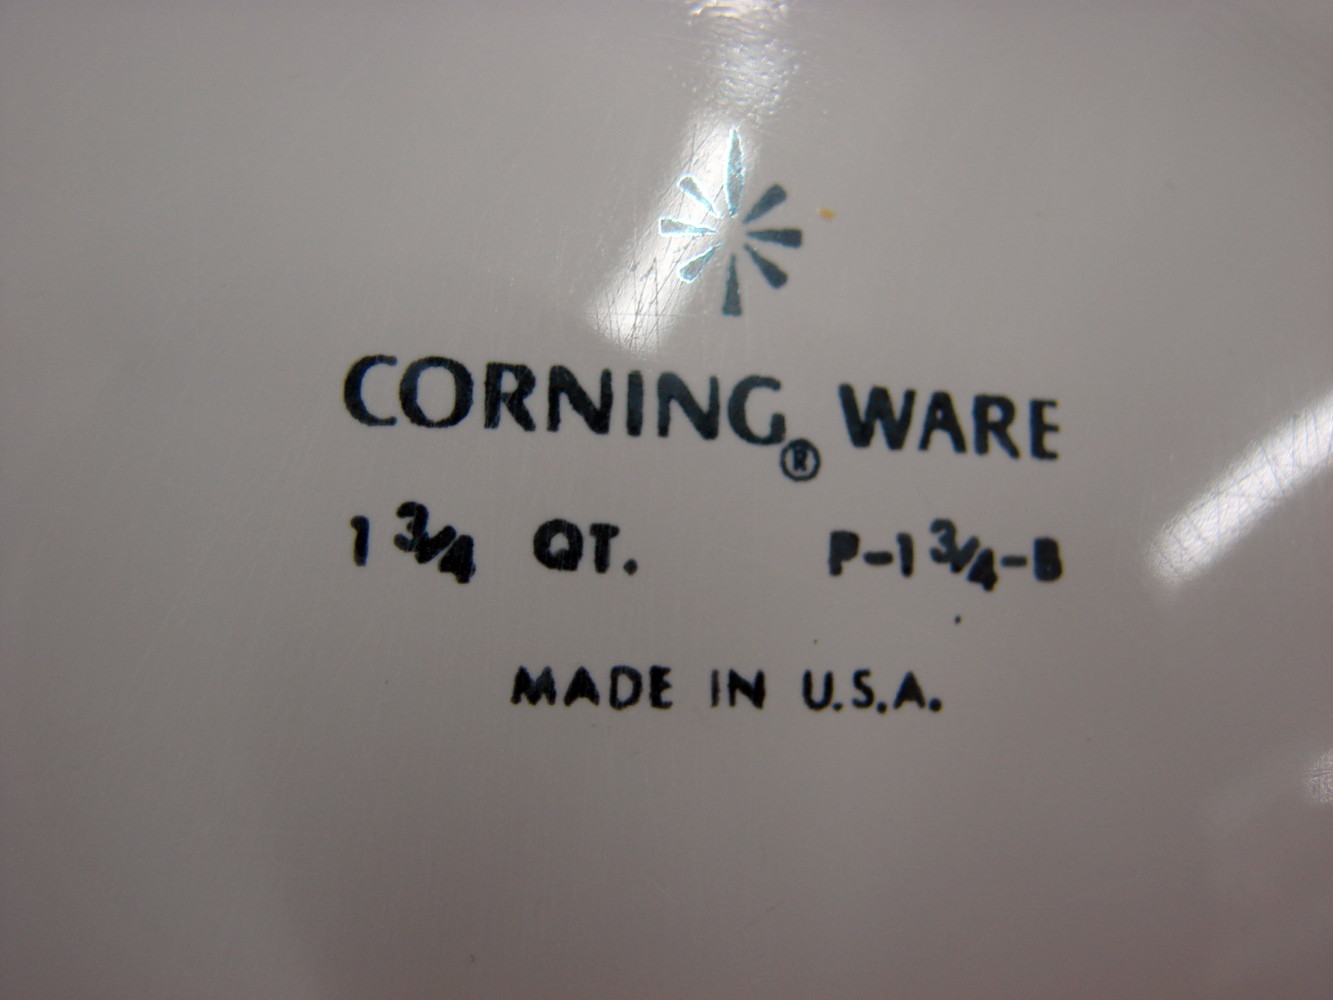 CORNING® WARE
1 3/4 QT. P-1 3/4-B
MADE IN U.S.A.